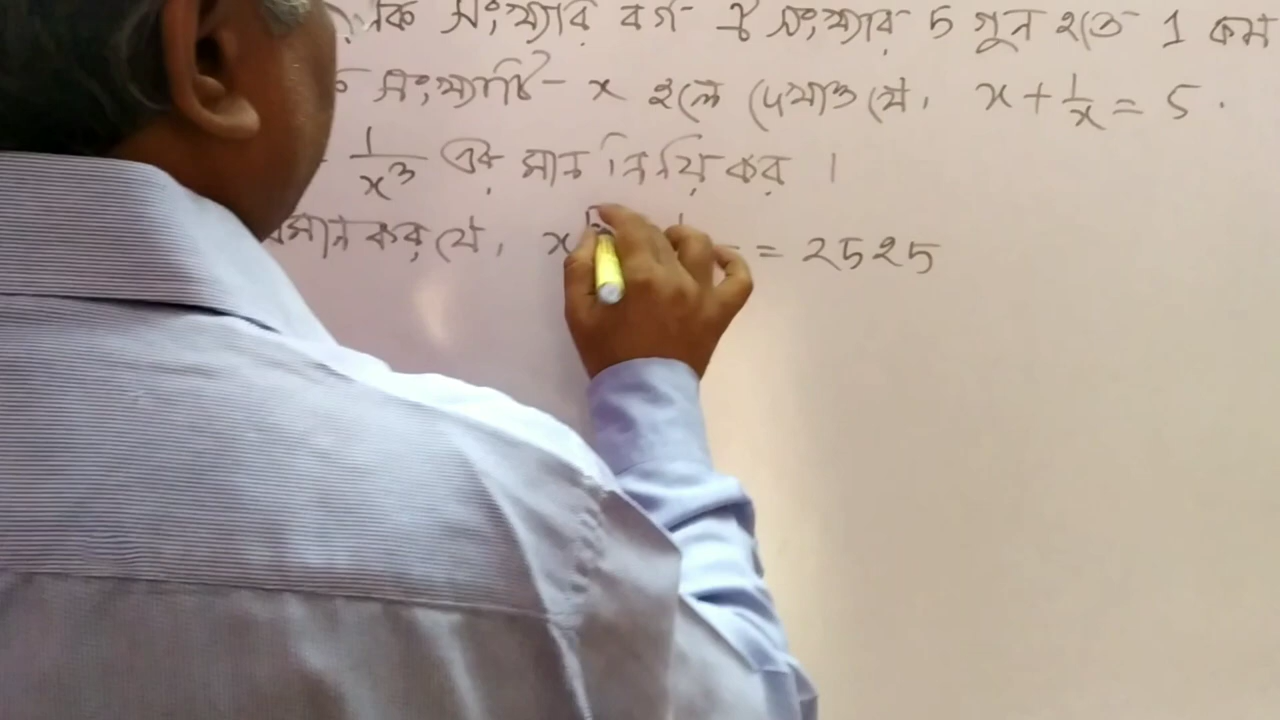 কি সংখ্যার বর্গ ঐ সংখ্যার 5 গুন হতে 1 কম
সংখ্যাটি x হলে দেখাও যে, x + 1/x = 5.
1/x³ এর মান নির্ণয় কর।
প্রমান কর যে, x = 2525